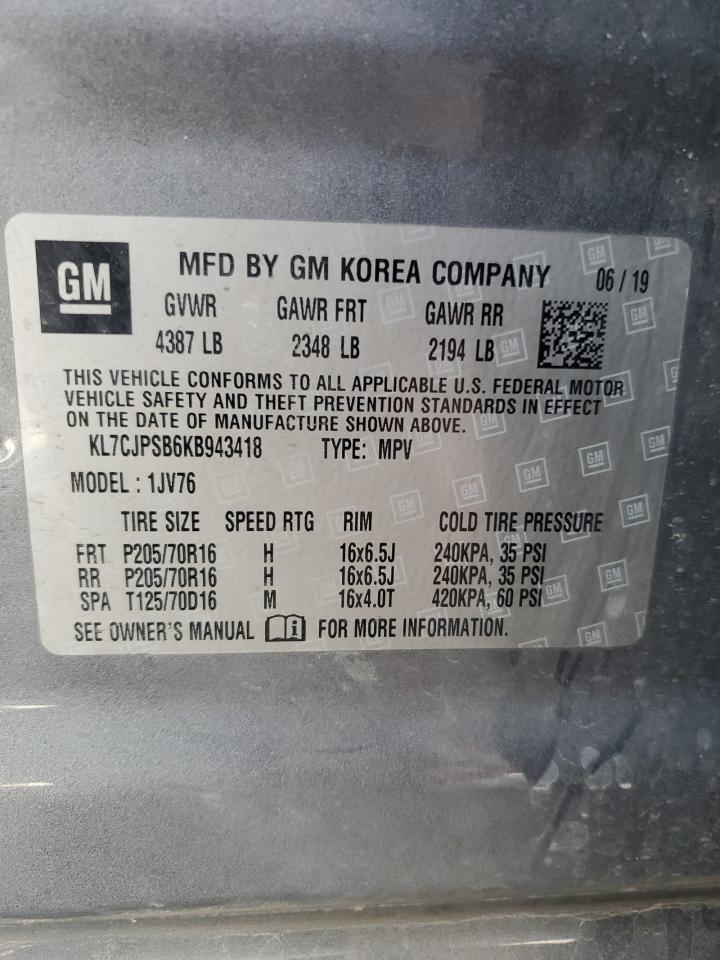 GM
MFD BY GM KOREA COMPANY 06 / 19
GVWR GAWR FRT GAWR RR
4387 LB 2348 LB 2194 LB
THIS VEHICLE CONFORMS TO ALL APPLICABLE U.S. FEDERAL MOTOR
VEHICLE SAFETY AND THEFT PREVENTION STANDARDS IN EFFECT
ON THE DATE OF MANUFACTURE SHOWN ABOVE.
KL7CJPSB6KB943418 TYPE: MPV
MODEL : 1JV76
TIRE SIZE SPEED RTG RIM COLD TIRE PRESSURE
FRT P205/70R16 H 16x6.5J 240KPA, 35 PSI
RR P205/70R16 H 16x6.5J 240KPA, 35 PSI
SPA T125/70D16 M 16x4.0T 420KPA, 60 PSI
SEE OWNER'S MANUAL FOR MORE INFORMATION.